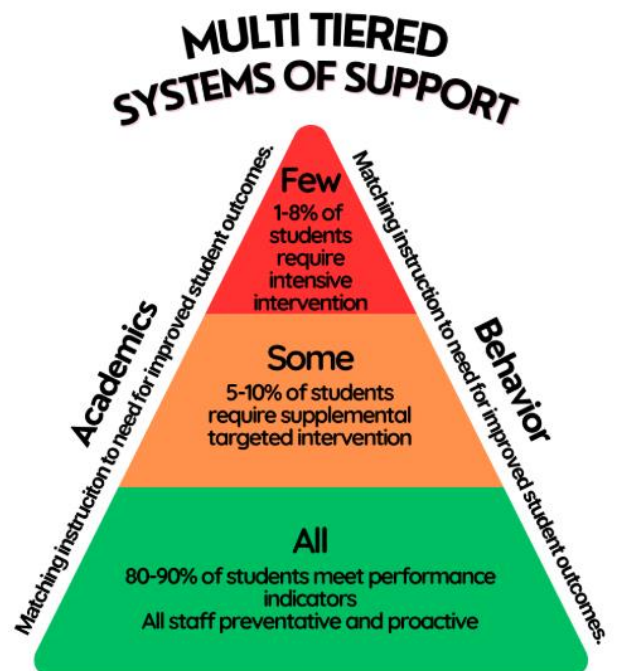 MULTI TIERED
SYSTEMS OF SUPPORT
Few
1-8% of
students
require
intensive
intervention
Some
5-10% of students
require supplemental
targeted intervention
All
80-90% of students meet performance
indicators
All staff preventative and proactive
Academics
Matching instruciton to need for improved student outcomes.
Behavior
Matching instruction to need for improved student outcomes.